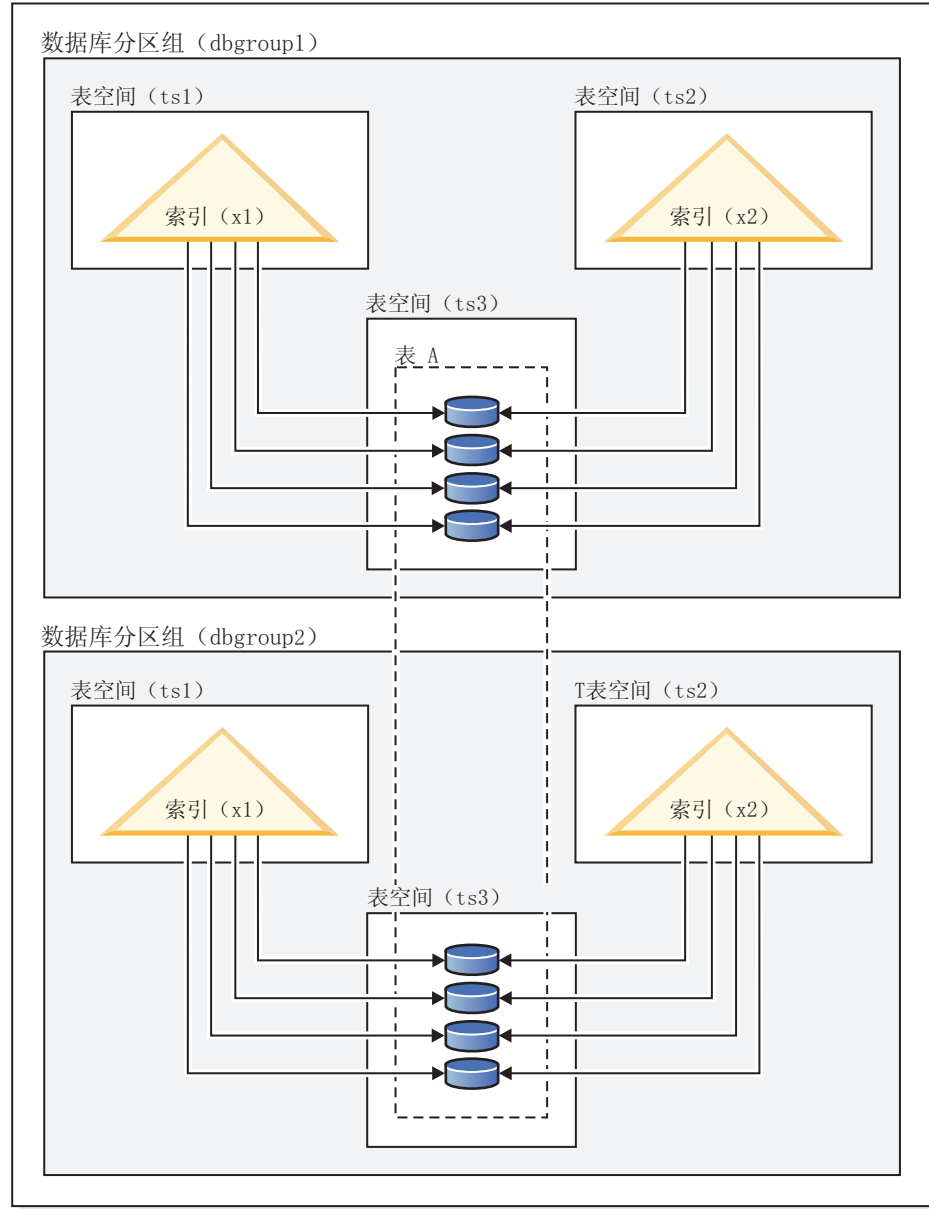 数据库分区组（dbgroup1）
表空间（ts1）
表空间（ts2）
索引（x1）
索引（x2）
表空间（ts3）
表 A
数据库分区组（dbgroup2）
表空间（ts1）
T表空间（ts2）
索引（x1）
索引（x2）
表空间（ts3）